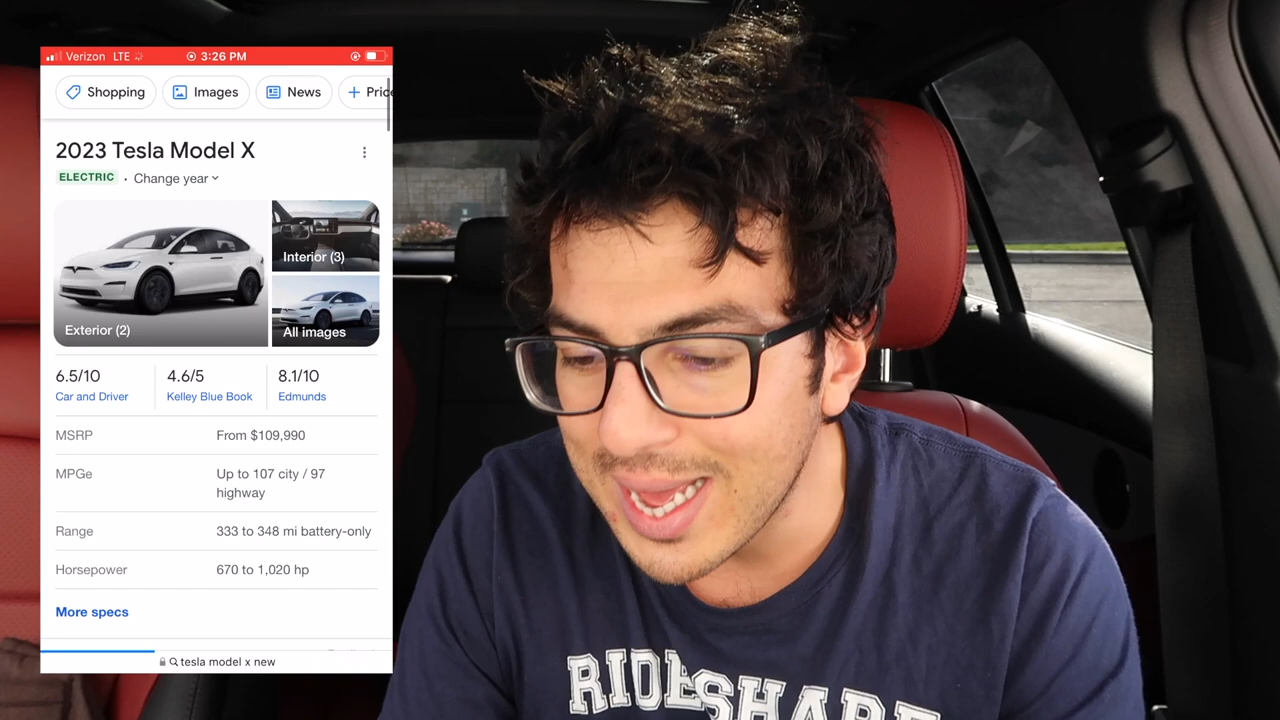 Verizon LTE 3:26 PM
Shopping Images News + Price
2023 Tesla Model X
ELECTRIC · Change year
Exterior (2)
Interior (3)
All images
6.5/10 4.6/5 8.1/10
Car and Driver Kelley Blue Book Edmunds
MSRP From $109,990
MPGe Up to 107 city / 97
highway
Range 333 to 348 mi battery-only
Horsepower 670 to 1,020 hp
More specs
tesla model x new
RIDESHARE